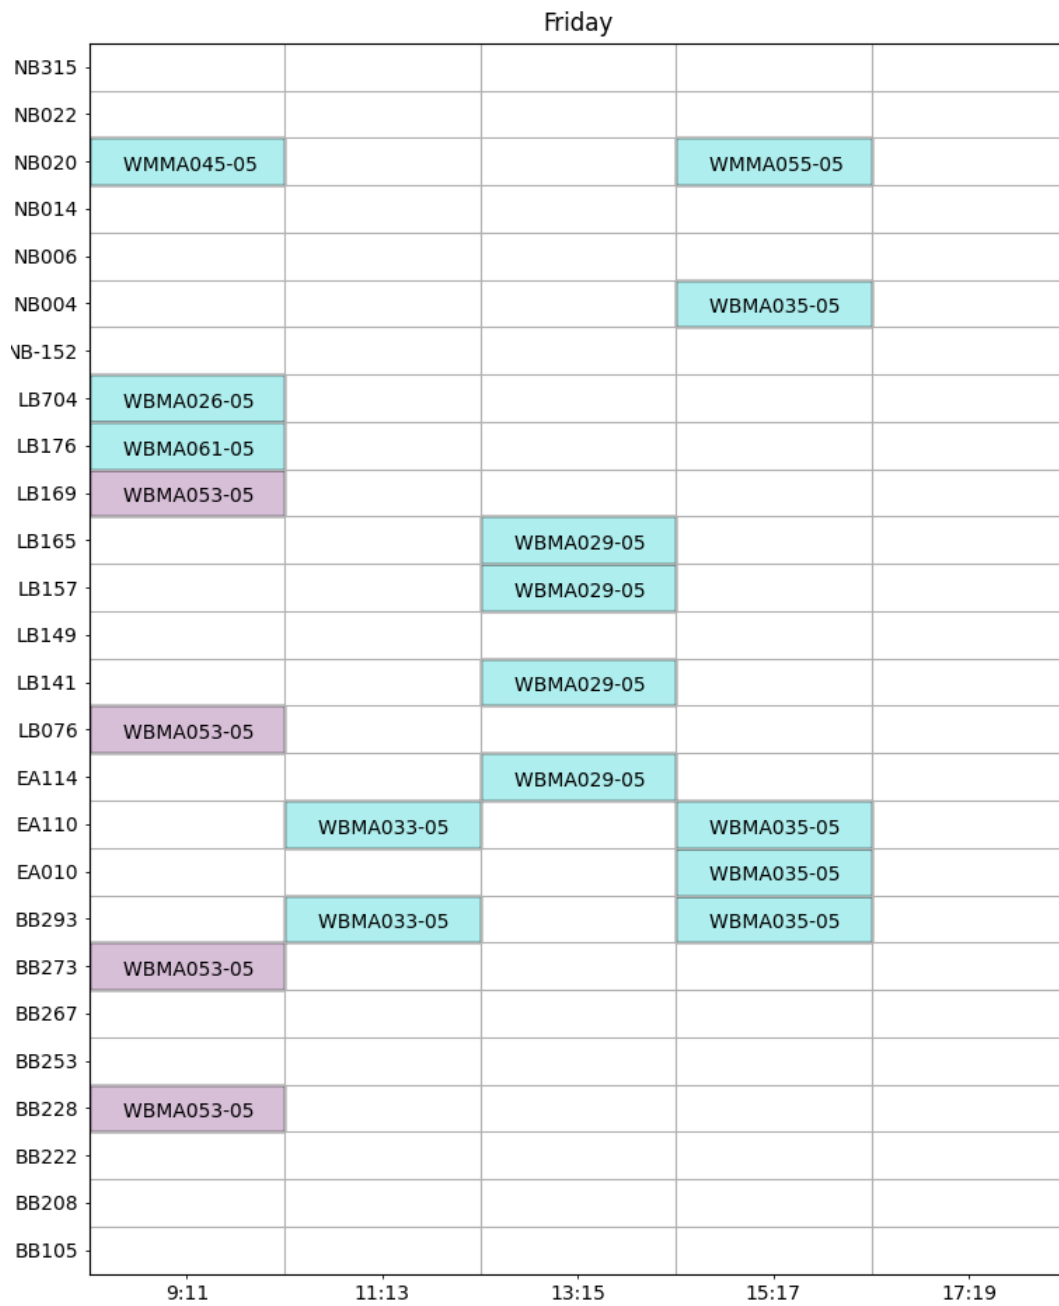 Friday
NB315
NB022
NB020 WMMA045-05 WMMA055-05
NB014
NB006
NB004 WBMA035-05
NB-152
LB704 WBMA026-05
LB176 WBMA061-05
LB169 WBMA053-05
LB165 WBMA029-05
LB157 WBMA029-05
LB149
LB141 WBMA029-05
LB076 WBMA053-05
EA114 WBMA029-05
EA110 WBMA033-05 WBMA035-05
EA010 WBMA035-05
BB293 WBMA033-05 WBMA035-05
BB273 WBMA053-05
BB267
BB253
BB228 WBMA053-05
BB222
BB208
BB105
9:11 11:13 13:15 15:17 17:19